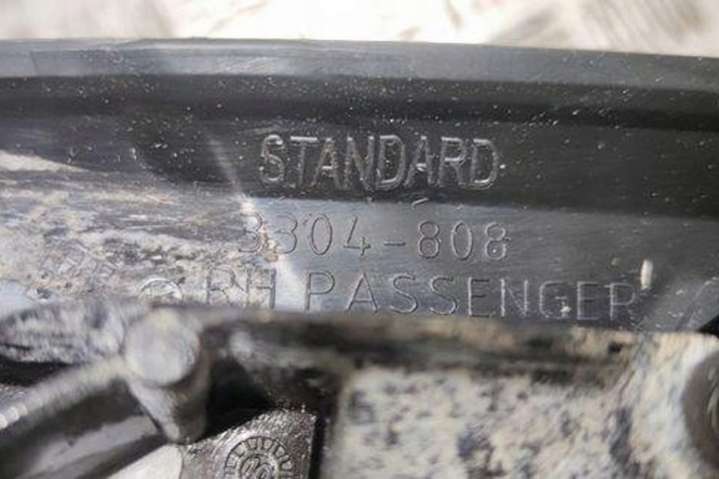 STANDARD
3304-808
RH PASSENGER